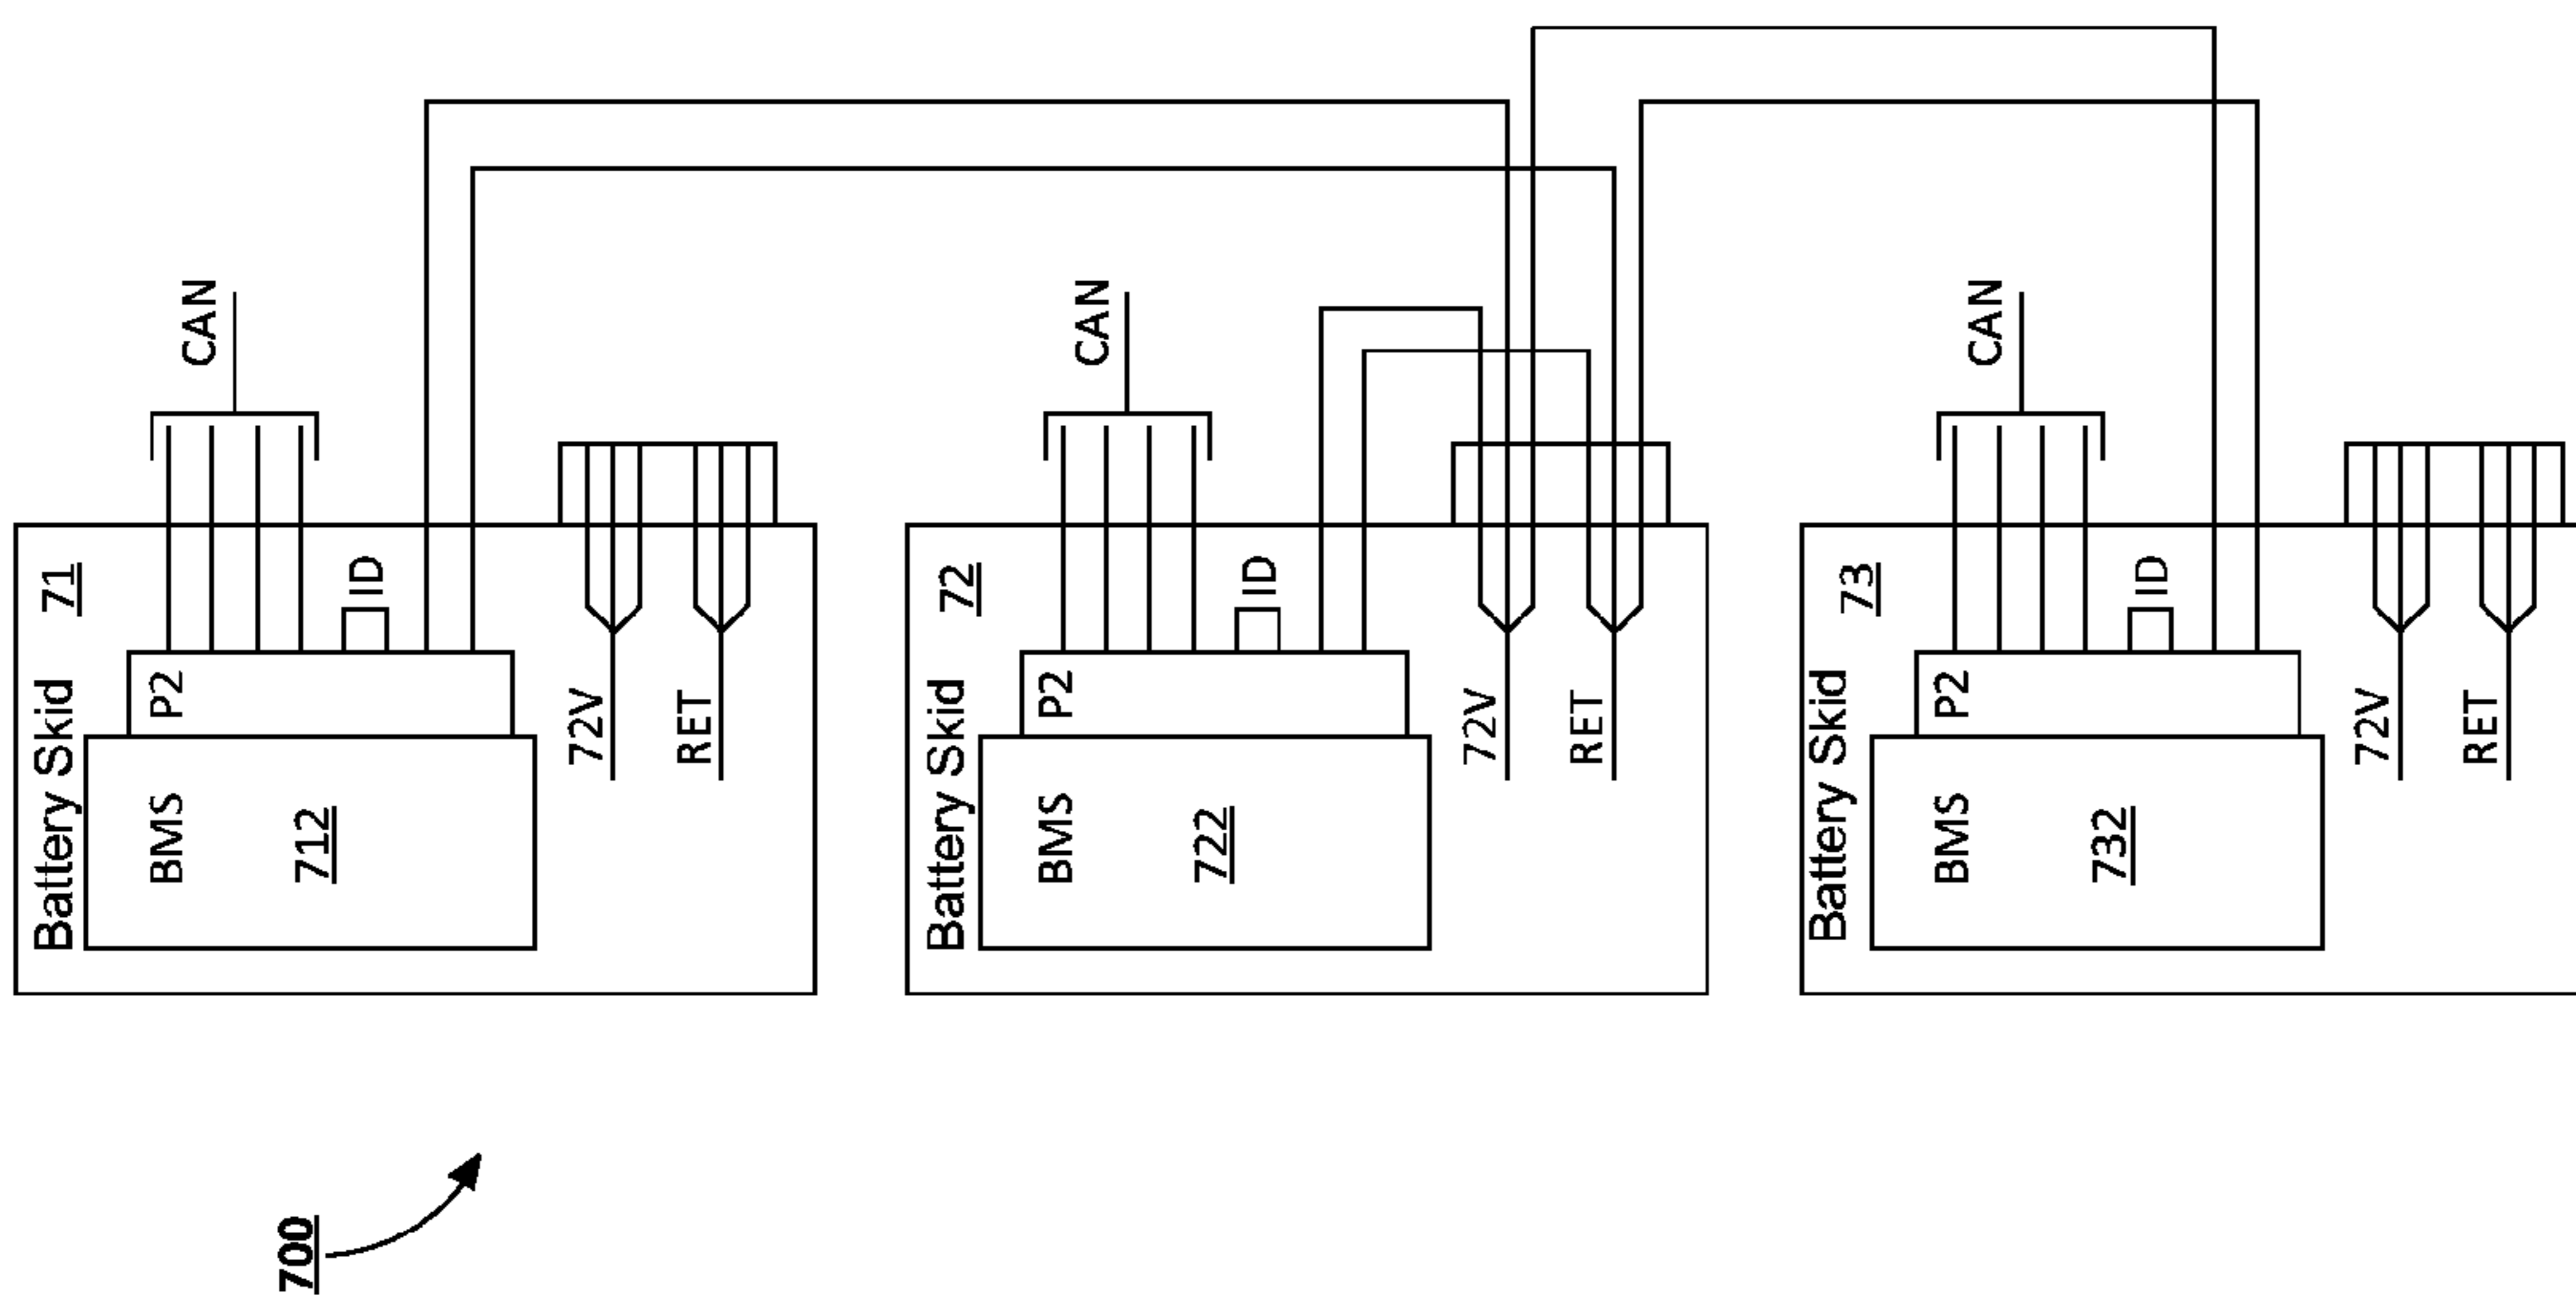 Battery Skid 71
BMS
712
P2
CAN
ID
72V
RET
Battery Skid 72
BMS
722
P2
CAN
ID
72V
RET
Battery Skid 73
BMS
732
P2
CAN
ID
72V
RET
700